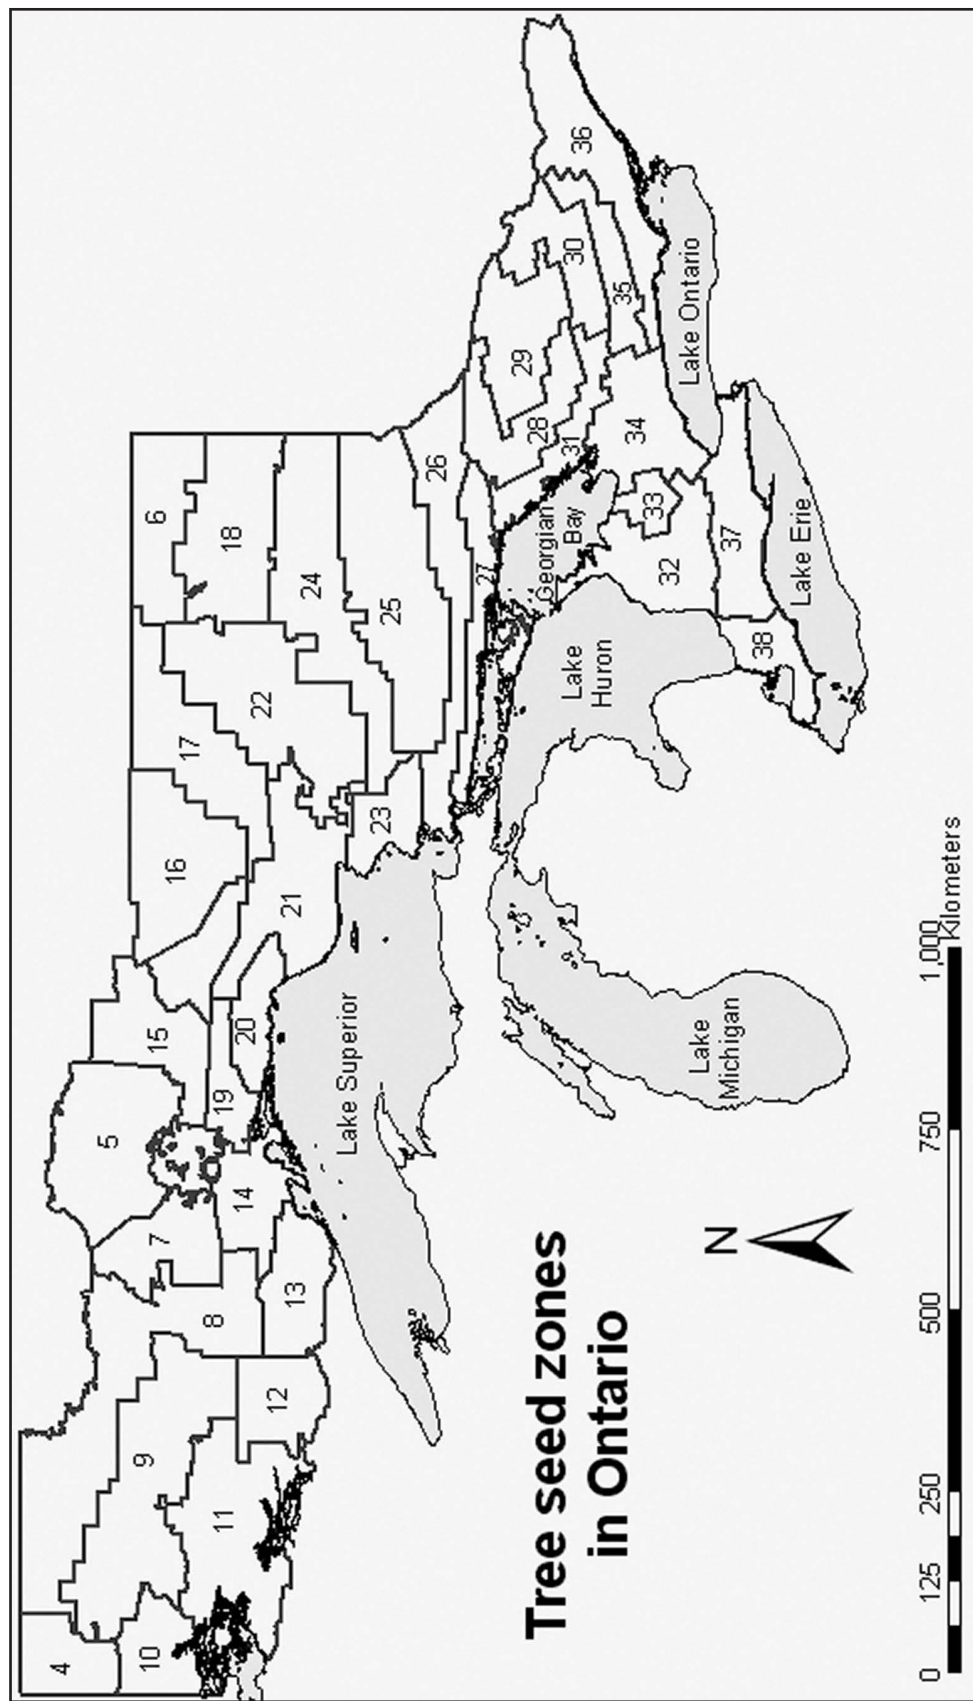 Tree seed zones
in Ontario
4
5
6
7
8
9
10
11
12
13
14
15
16
17
18
19
20
21
22
23
24
25
26
27
28
29
30
31
32
33
34
35
36
37
38
Lake Superior
Lake
Michigan
Lake
Huron
Georgian
Bay
Lake Erie
Lake Ontario
N
0 125 250 500 750 1,000
Kilometers